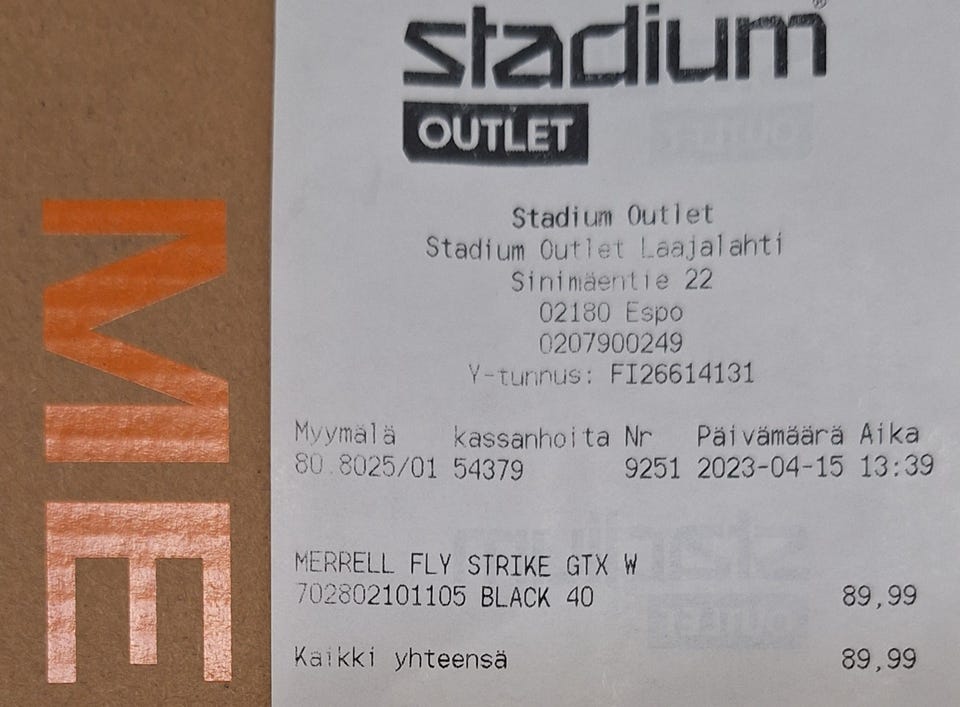 stadium®
OUTLET
Stadium Outlet
Stadium Outlet Laajalahti
Sinimäentie 22
02180 Espo
0207900249
Y-tunnus: FI26614131
Myymälä kassanhoita Nr Päivämäärä Aika
80.8025/01 54379 9251 2023-04-15 13:39
MERRELL FLY STRIKE GTX W
702802101105 BLACK 40 89,99
Kaikki yhteensä 89,99
ME